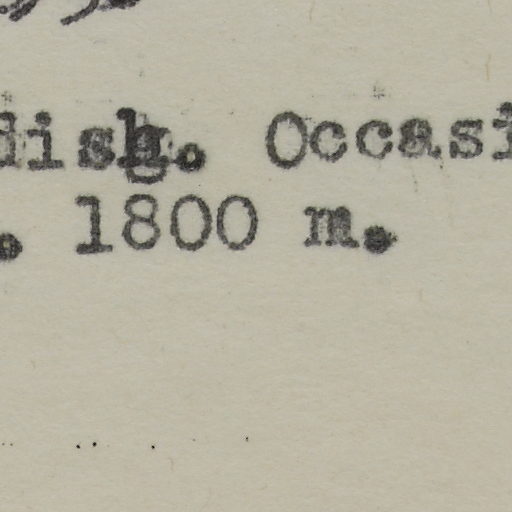 dish. Occasi
. 1800 m.